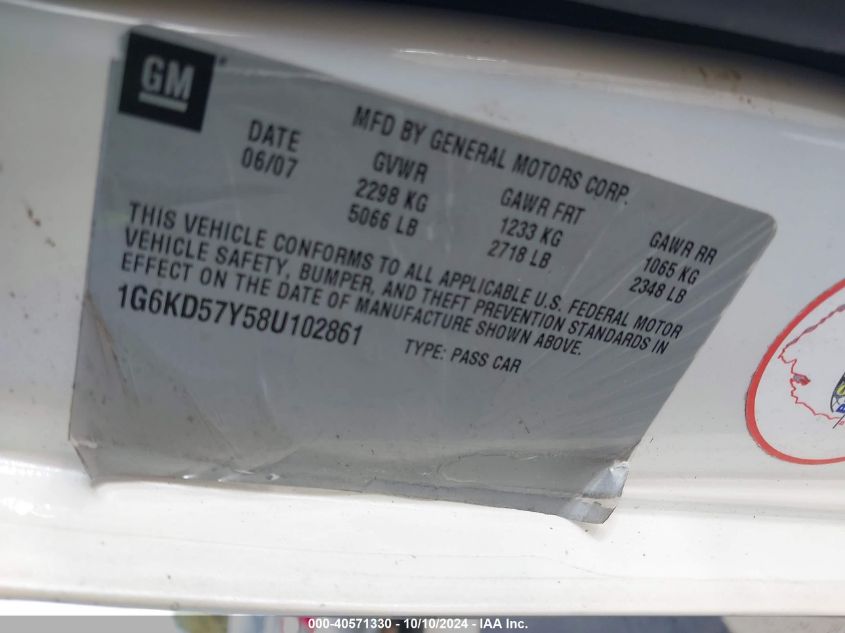 GM
MFD BY GENERAL MOTORS CORP.
DATE GVWR GAWR FRT GAWR RR
06/07 2298 KG 1233 KG 1065 KG
5066 LB 2718 LB 2348 LB
THIS VEHICLE CONFORMS TO ALL APPLICABLE U.S. FEDERAL MOTOR
VEHICLE SAFETY, BUMPER, AND THEFT PREVENTION STANDARDS IN
EFFECT ON THE DATE OF MANUFACTURE SHOWN ABOVE.
1G6KD57Y58U102861 TYPE: PASS CAR
000-40571330 - 10/10/2024 - IAA Inc.